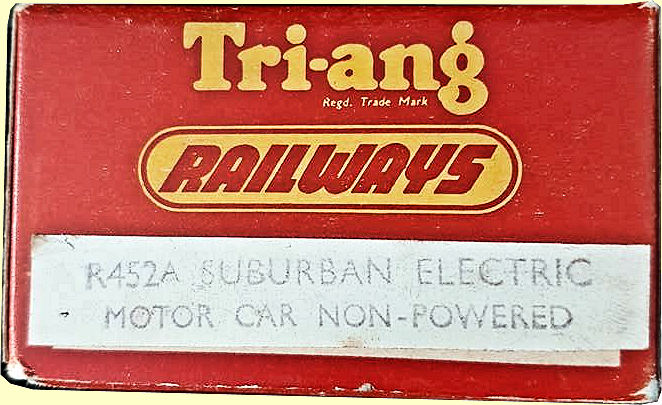 Tri-ang
Regd. Trade Mark
RAILWAYS
R452A SUBURBAN ELECTRIC
MOTOR CAR NON-POWERED